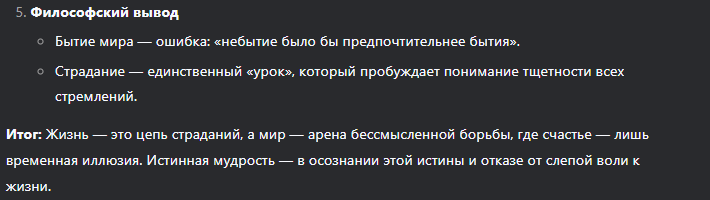 5. Философский вывод
○ Бытие мира — ошибка: «небытие было бы предпочтительнее бытия».
○ Страдание — единственный «урок», который пробуждает понимание тщетности всех
стремлений.
Итог: Жизнь — это цепь страданий, а мир — арена бессмысленной борьбы, где счастье — лишь
временная иллюзия. Истинная мудрость — в осознании этой истины и отказе от слепой воли к
жизни.